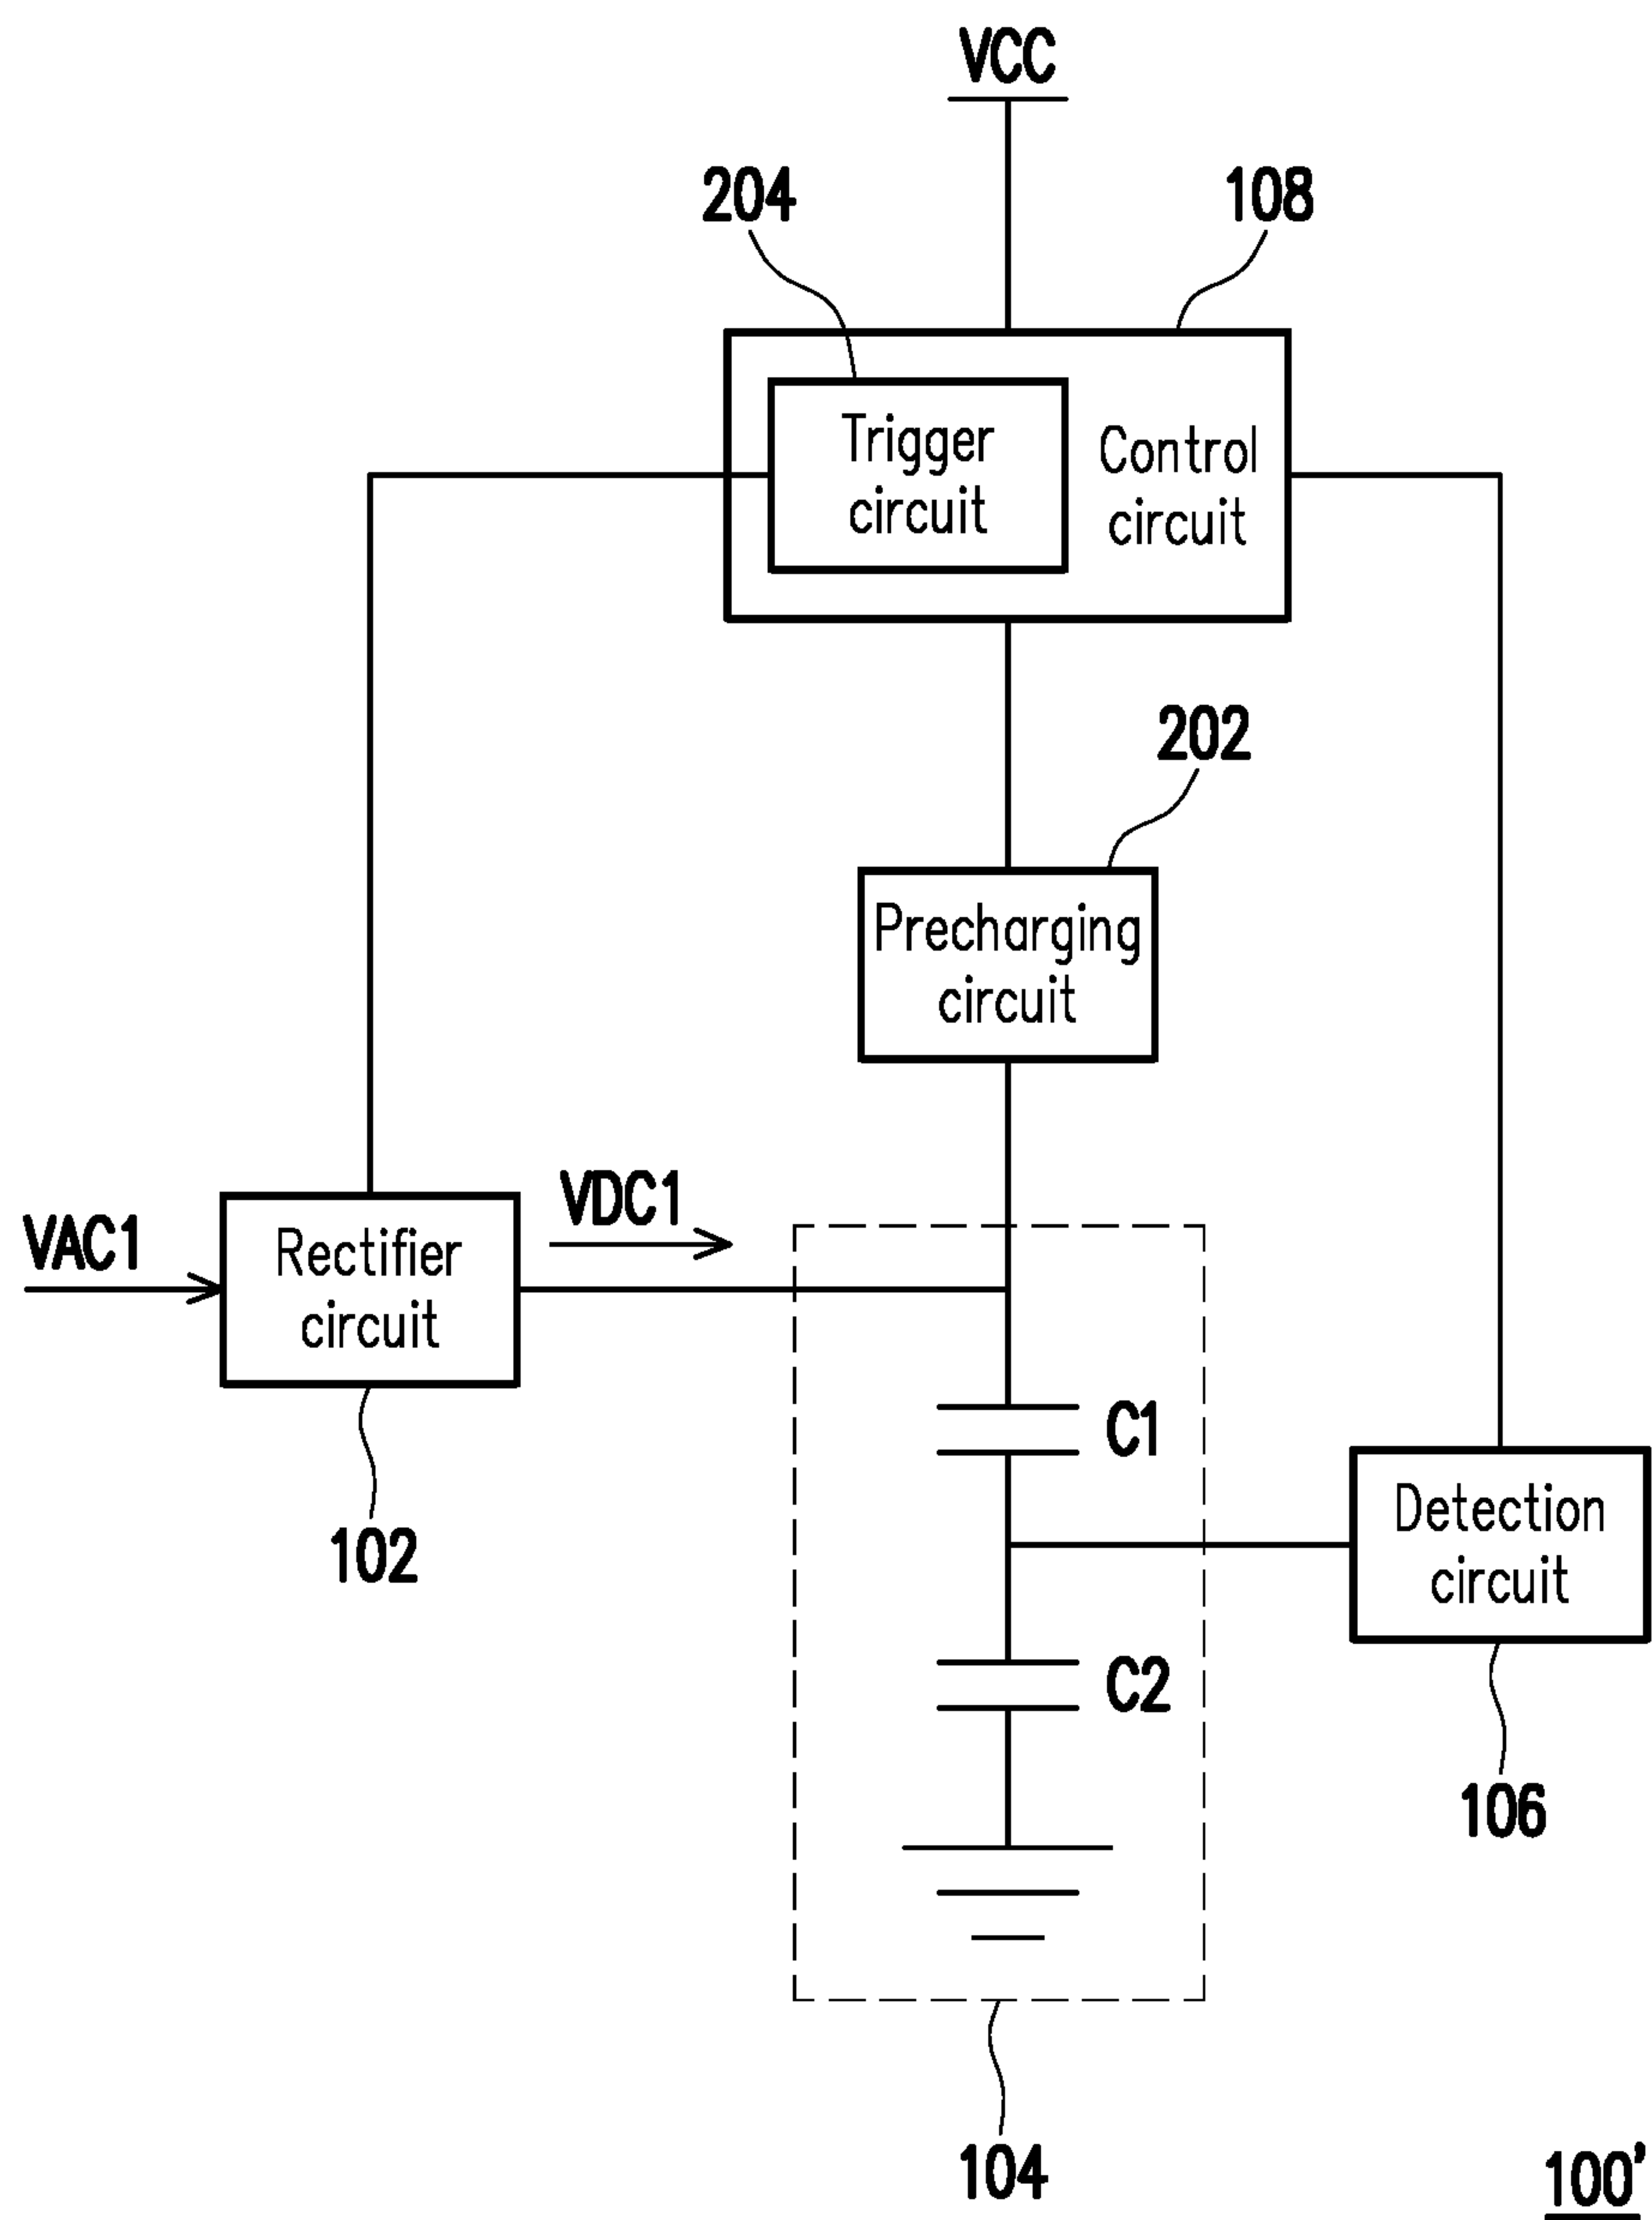 VCC
204
108
Trigger
circuit
Control
circuit
202
Precharging
circuit
VAC1
VDC1
Rectifier
circuit
C1
102
Detection
circuit
C2
106
104
100'